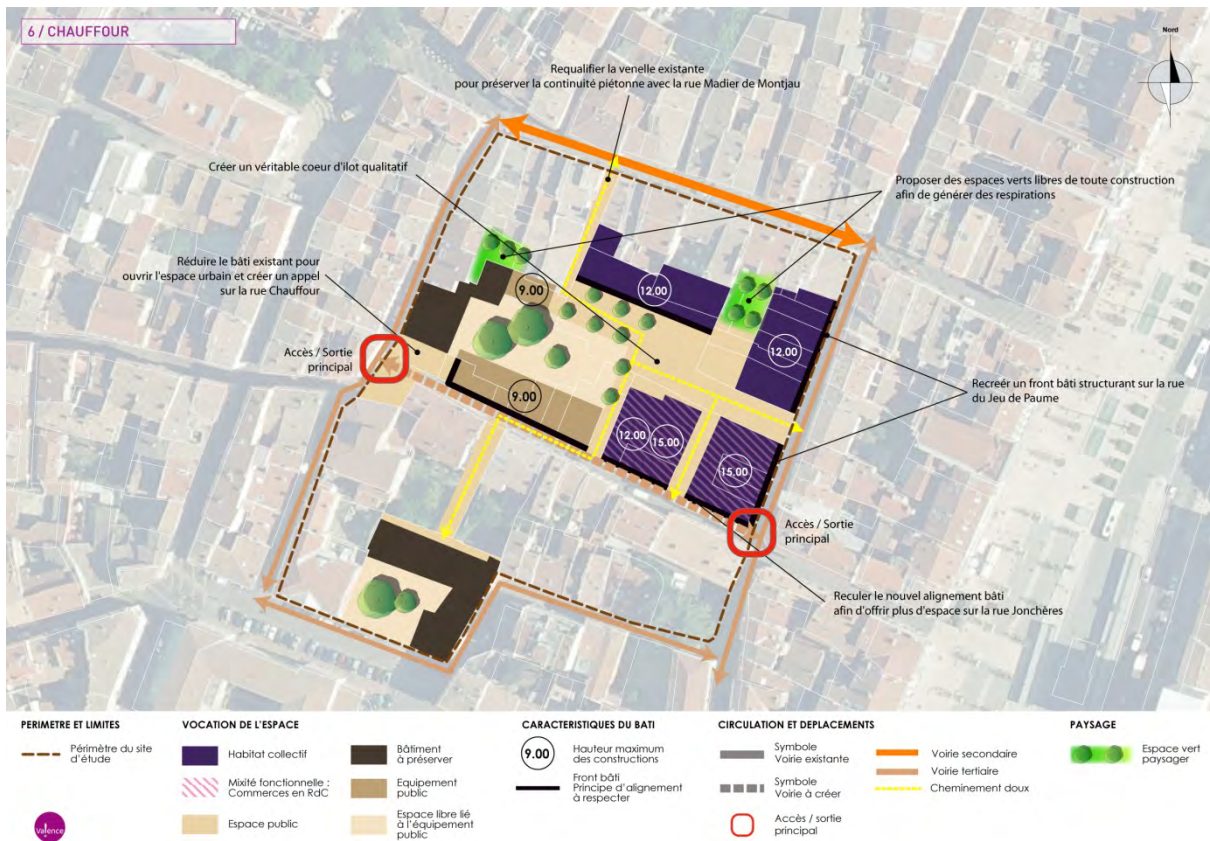 6 / CHAUFFOUR
Nord
Requalifier la venelle existante
pour préserver la continuité piétonne avec la rue Madier de Montjau
Créer un véritable coeur d'ilot qualitatif
Proposer des espaces verts libres de toute construction
afin de générer des respirations
Réduire le bâti existant pour
ouvrir l'espace urbain et créer un appel
sur la rue Chauffour
9.00
12.00
12.00
Accès / Sortie
principal
9.00
Recreér un front bâti structurant sur la rue
du Jeu de Paume
12.00
15.00
15.00
Accès / Sortie
principal
Reculer le nouvel alignement bâti
afin d'offrir plus d'espace sur la rue Jonchères
PERIMETRE ET LIMITES
Périmètre du site
d'étude
Valence
VOCATION DE L'ESPACE
Habitat collectif
Mixité fonctionnelle :
Commerces en RdC
Espace public
Bâtiment
à préserver
Equipement
public
Espace libre lié
à l'équipement
public
CARACTERISTIQUES DU BATI
9.00
Hauteur maximum
des constructions
Front bâti
Principe d'alignement
à respecter
CIRCULATION ET DEPLACEMENTS
Symbole
Voirie existante
Symbole
Voirie à créer
Accès / sortie
principal
Voirie secondaire
Voirie tertiaire
Cheminement doux
PAYSAGE
Espace vert
paysager